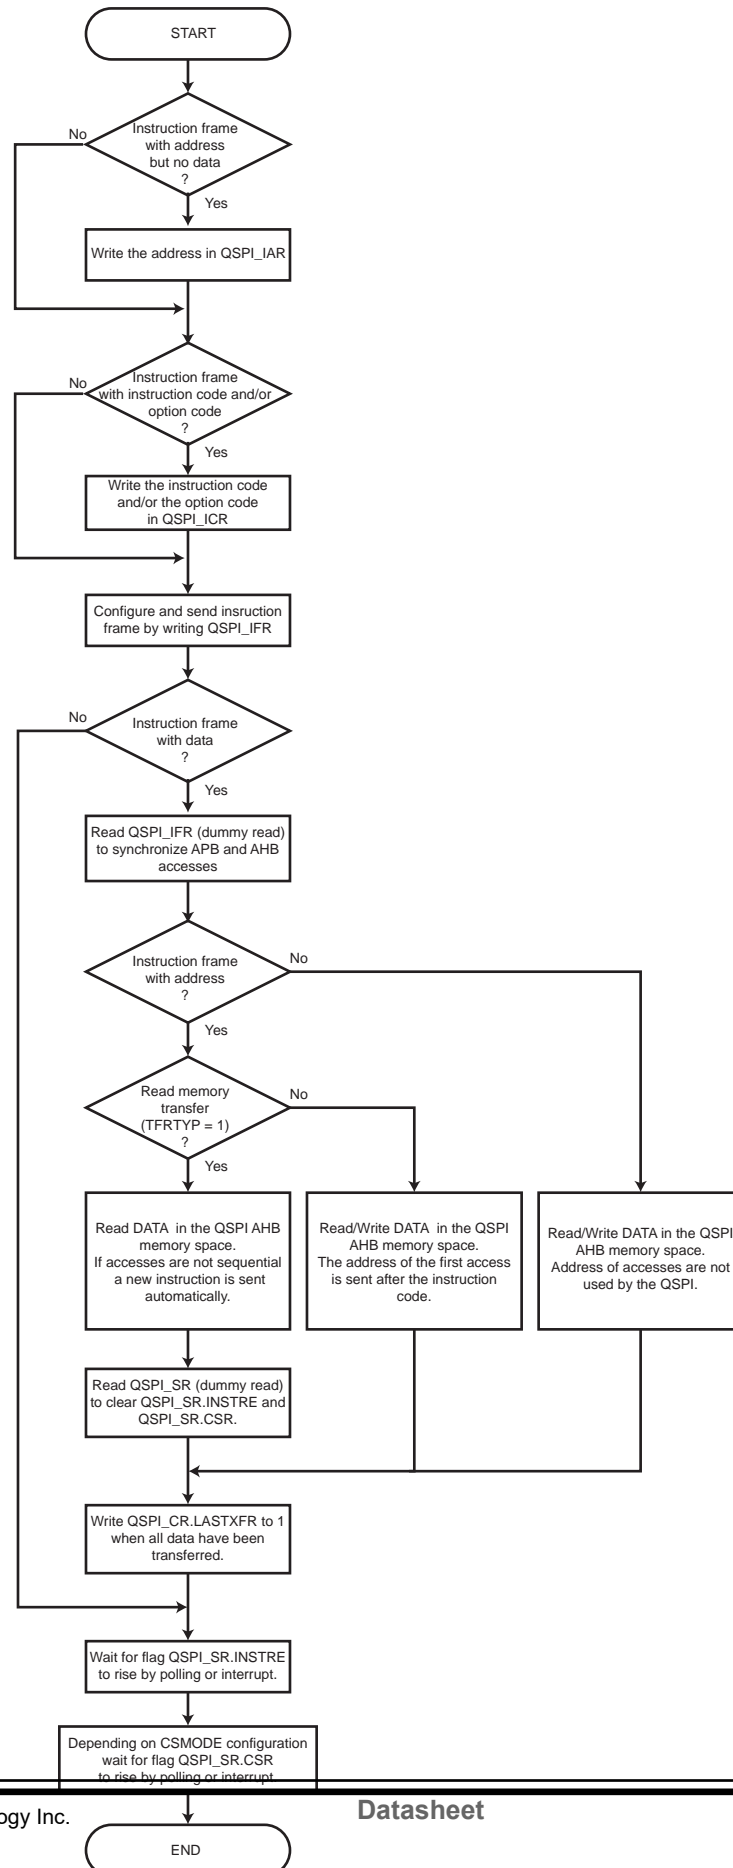 START
No
Instruction frame
with address
but no data
?
Yes
Write the address in QSPI_IAR
No
Instruction frame
with instruction code and/or
option code
?
Yes
Write the instruction code
and/or the option code
in QSPI_ICR
Configure and send insruction
frame by writing QSPI_IFR
No
Instruction frame
with data
?
Yes
Read QSPI_IFR (dummy read)
to synchronize APB and AHB
accesses
Instruction frame
with address
?
No
Yes
Read memory
transfer
(TFRTYP = 1)
?
No
Yes
Read DATA in the QSPI AHB
memory space.
If accesses are not sequential
a new instruction is sent
automatically.
Read/Write DATA in the QSPI
AHB memory space.
The address of the first access
is sent after the instruction
code.
Read/Write DATA in the QSPI
AHB memory space.
Address of accesses are not
used by the QSPI.
Read QSPI_SR (dummy read)
to clear QSPI_SR.INSTRE and
QSPI_SR.CSR.
Write QSPI_CR.LASTXFR to 1
when all data have been
transferred.
Wait for flag QSPI_SR.INSTRE
to rise by polling or interrupt.
Depending on CSMODE configuration
wait for flag QSPI_SR.CSR
to rise by polling or interrupt
ogy Inc.
Datasheet
END